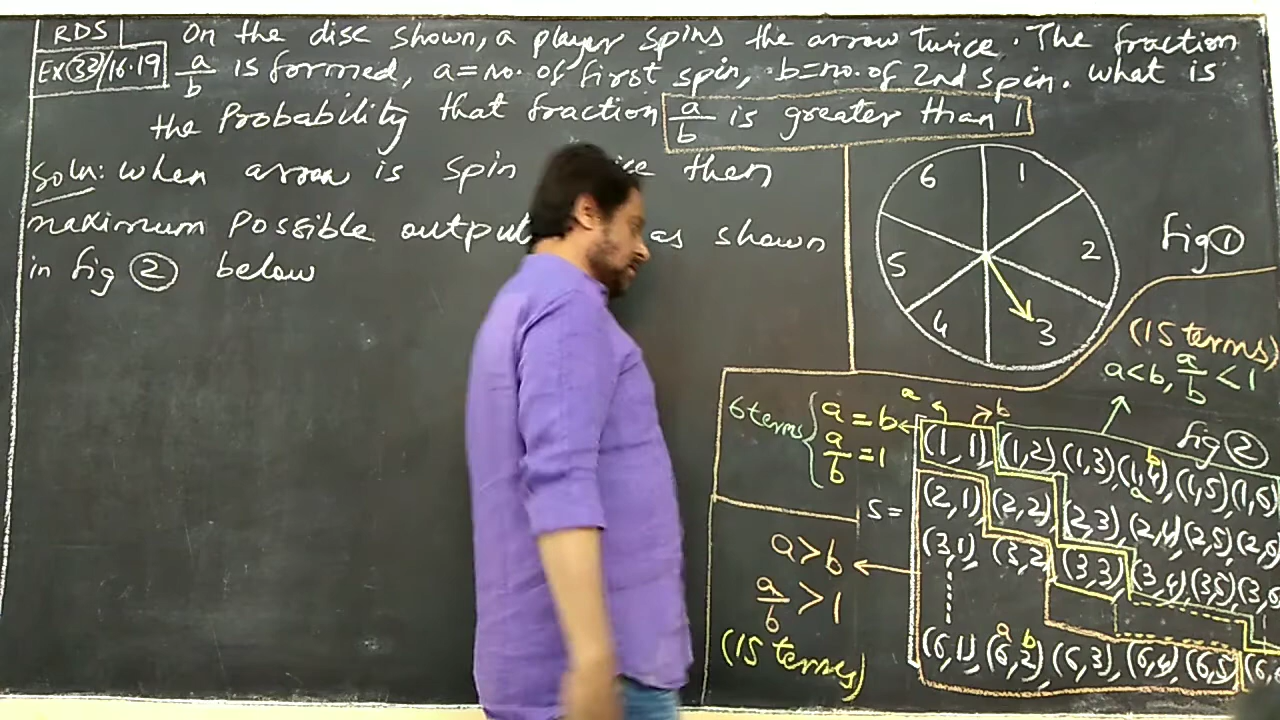 RDS
Ex(33)/16.19
On the disc shown, a player spins the arrow twice. The fraction
a/b is formed, a = no. of first spin, b = no. of 2nd spin. What is
the Probability that fraction a/b is greater than 1
Soln: when arrow is spin then
maximum Possible output as shown
in fig (2) below
6 1
5 2
4 3
fig (1)
(15 terms)
a<b, a/b < 1
fig (2)
6 terms { a = b
a/b = 1
a b
S =
(1,1), (1,2), (1,3), (1,4), (1,5), (1,6)
b
a
(2,1), (2,2), (2,3), (2,4), (2,5), (2,6)
(3,1), (3,2), (3,3), (3,4), (3,5), (3,6)
a b
(6,1), (6,2), (6,3), (6,4), (6,5), (6,6
a>b
a/b > 1
(15 terms)